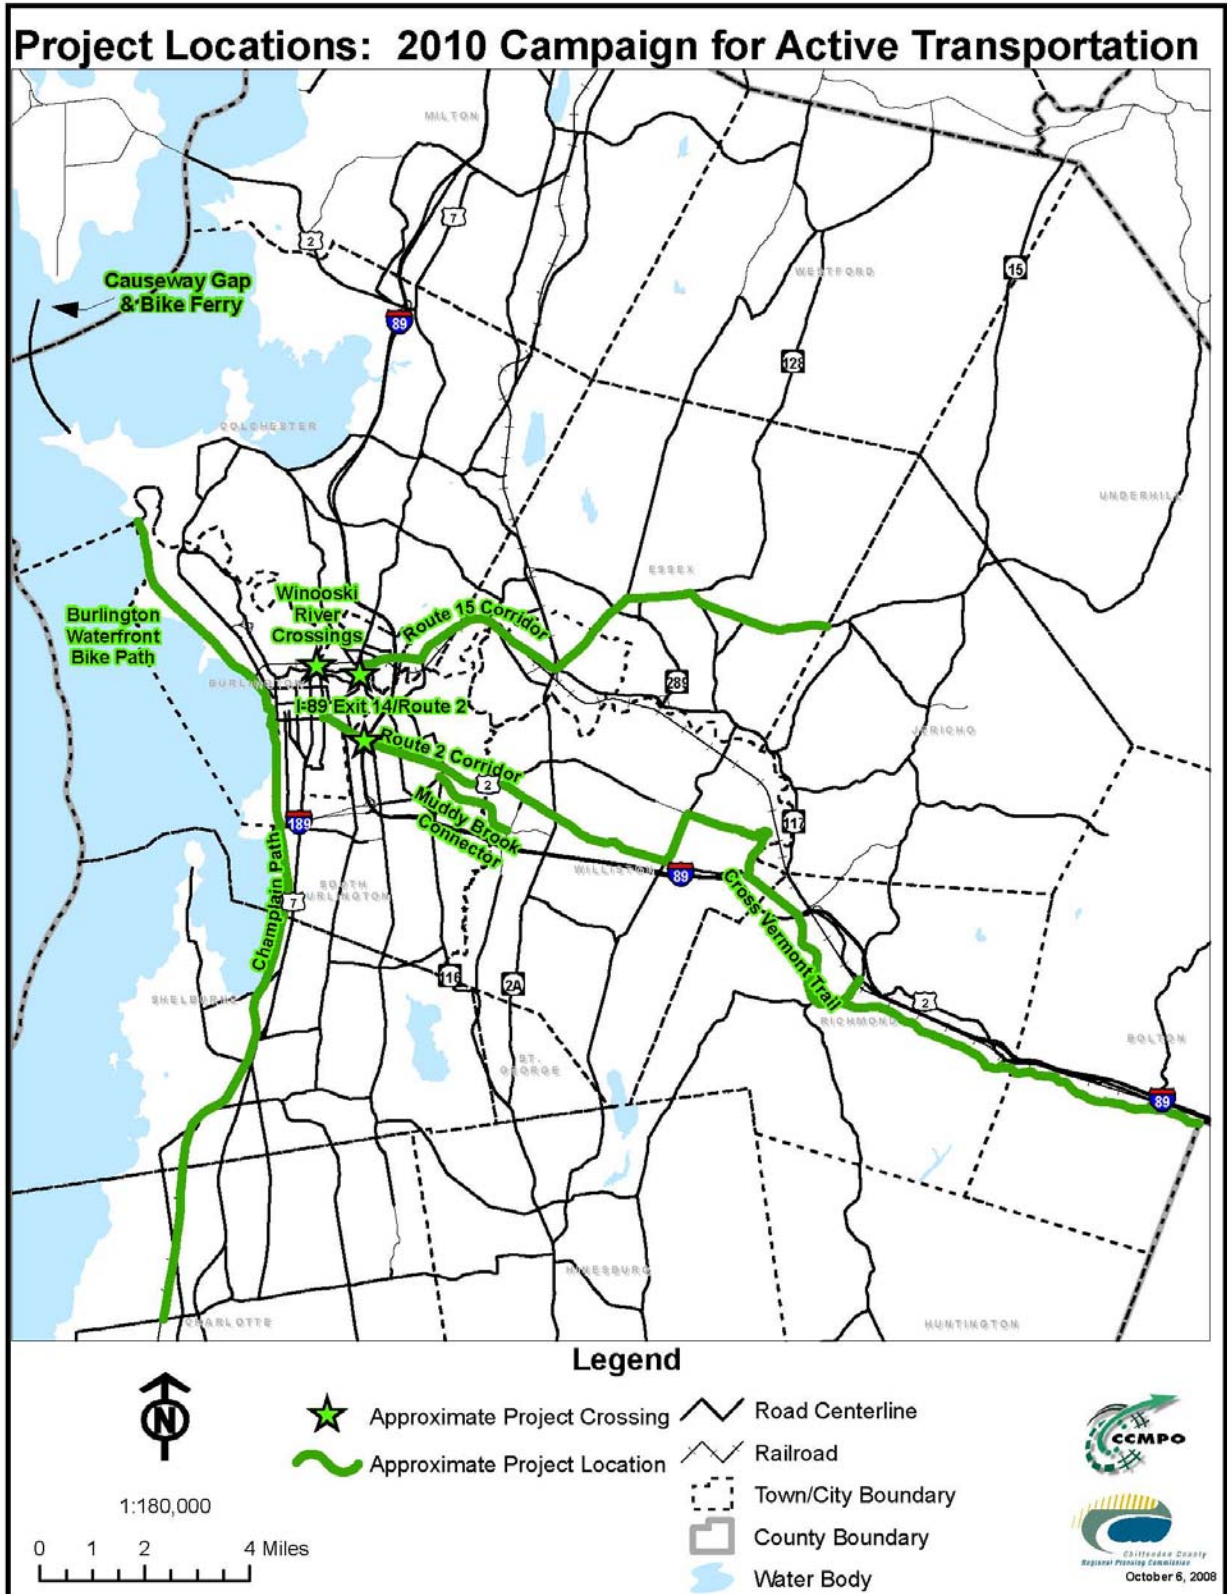 Project Locations: 2010 Campaign for Active Transportation
MILTON
7
2
Causeway Gap
& Bike Ferry
89
WESTFORD
15
128
COLCHESTER
UNDERHILL
ESSEX
Winooski
River
Crossings
Route 15 Corridor
Burlington
Waterfront
Bike Path
BURLINGTON
289
I-89 Exit 14/Route 2
Route 2 Corridor
JERICHO
2
Muddy Brook
Connector
189
117
WILLISTON
89
Champlain Path
SOUTH
BURLINGTON
7
Cross Vermont Trail
116
2A
SHELBURNE
2
RICHMOND
BOLTON
ST.
GEORGE
89
HINESBURG
CHARLOTTE
HUNTINGTON
Legend
N
Approximate Project Crossing
Approximate Project Location
Road Centerline
Railroad
Town/City Boundary
County Boundary
Water Body
1:180,000
0 1 2 4 Miles
CCMPO
Chittenden County
Regional Planning Commission
October 6, 2008